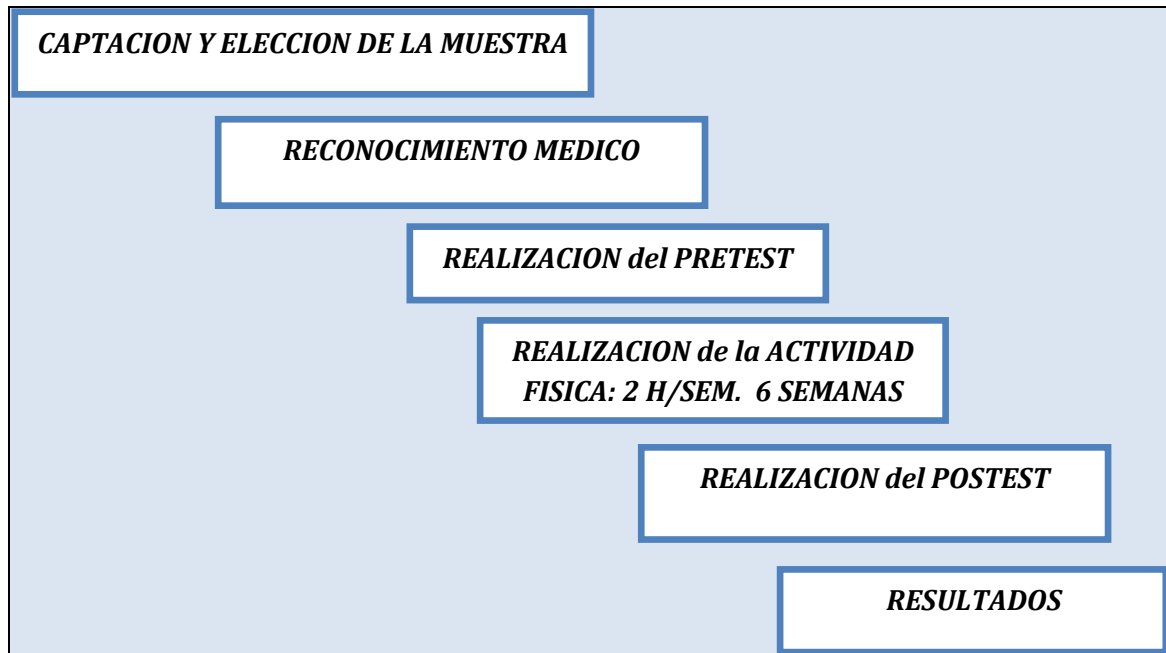 CAPTACION Y ELECCION DE LA MUESTRA
RECONOCIMIENTO MEDICO
REALIZACION del PRETEST
REALIZACION de la ACTIVIDAD
FISICA: 2 H/SEM. 6 SEMANAS
REALIZACION del POSTEST
RESULTADOS